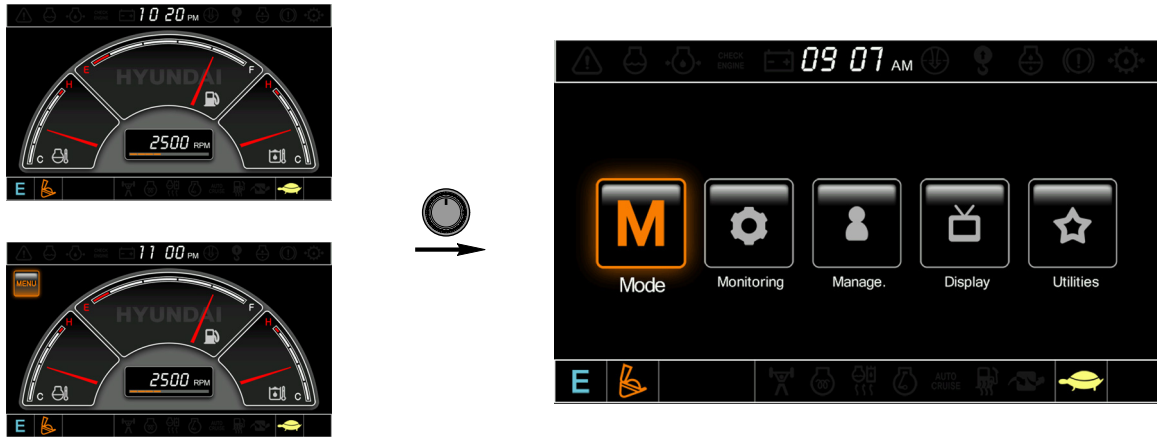 10 20 PM
HYUNDAI
E
F
H
H
C
C
2500 RPM
E
11 00 PM
MENU
HYUNDAI
E
F
H
H
C
C
2500 RPM
E
CHECK ENGINE
09 07 AM
M
Mode
Monitoring
Manage.
Display
Utilities
E
AUTO
CRUISE